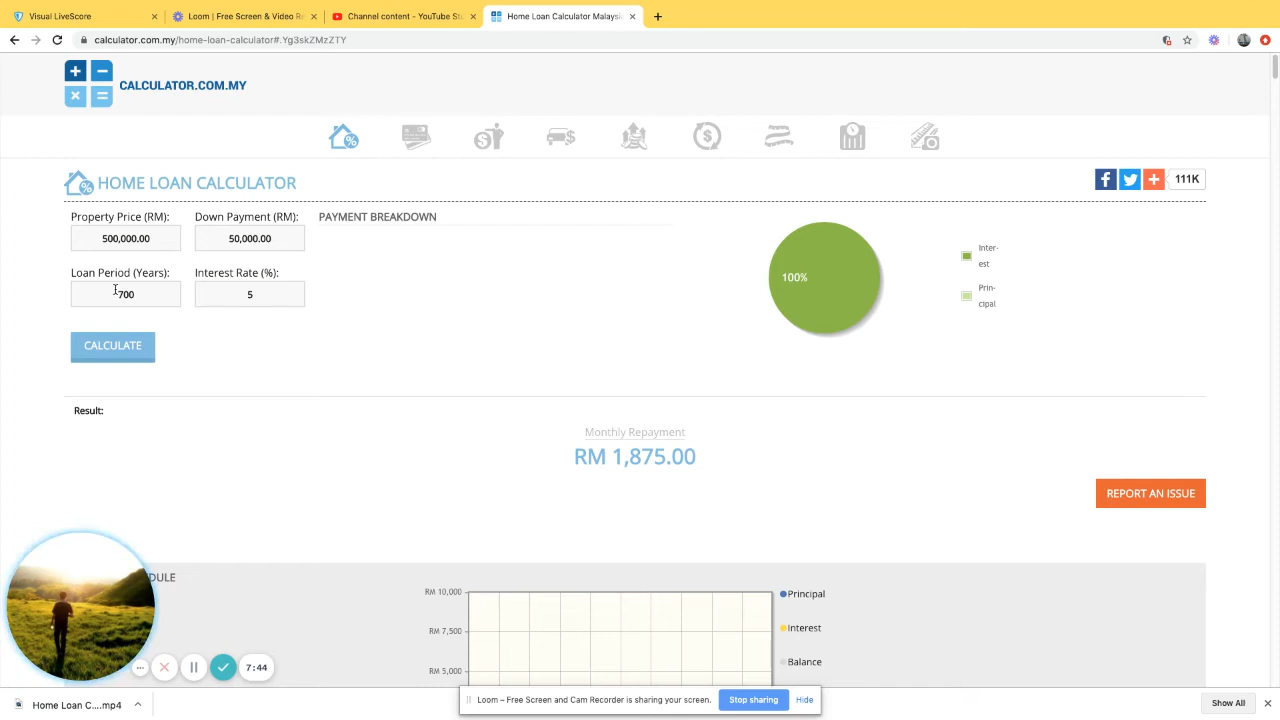 Visual LiveScore
Loom | Free Screen & Video Re
Channel content - YouTube Stu
Home Loan Calculator Malaysia
calculator.com.my/home-loan-calculator#.Yg3skZMzZTY
CALCULATOR.COM.MY
HOME LOAN CALCULATOR
111K
Property Price (RM):
Down Payment (RM):
PAYMENT BREAKDOWN
500,000.00
50,000.00
Loan Period (Years):
Interest Rate (%):
700
5
100%
Inter-
est
Prin-
cipal
CALCULATE
Result:
Monthly Repayment
RM 1,875.00
REPORT AN ISSUE
DULE
RM 10,000
RM 7,500
RM 5,000
Principal
Interest
Balance
7:44
Loom – Free Screen and Cam Recorder is sharing your screen.
Stop sharing
Hide
Home Loan C....mp4
Show All